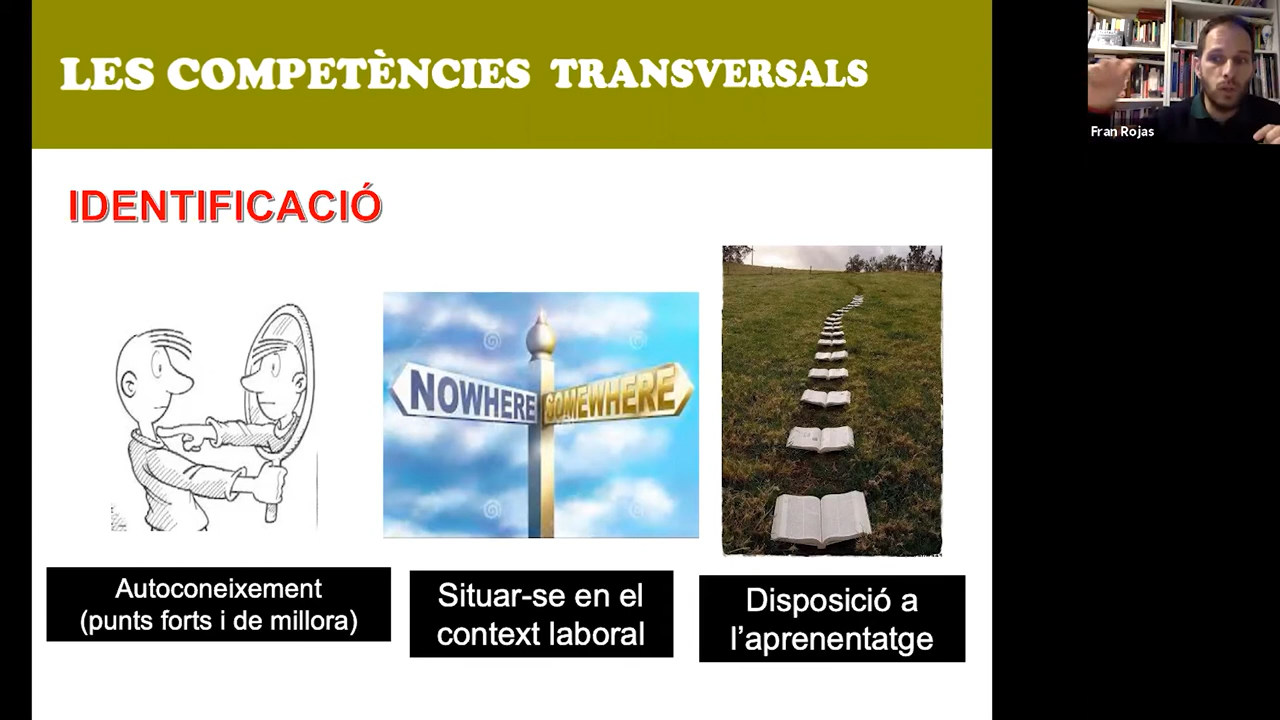 LES COMPETÈNCIES TRANSVERSALS
Fran Rojas
IDENTIFICACIÓ
NOWHERE
SOMEWHERE
Autoconeixement
(punts forts i de millora)
Situar-se en el
context laboral
Disposició a
l’aprenentatge